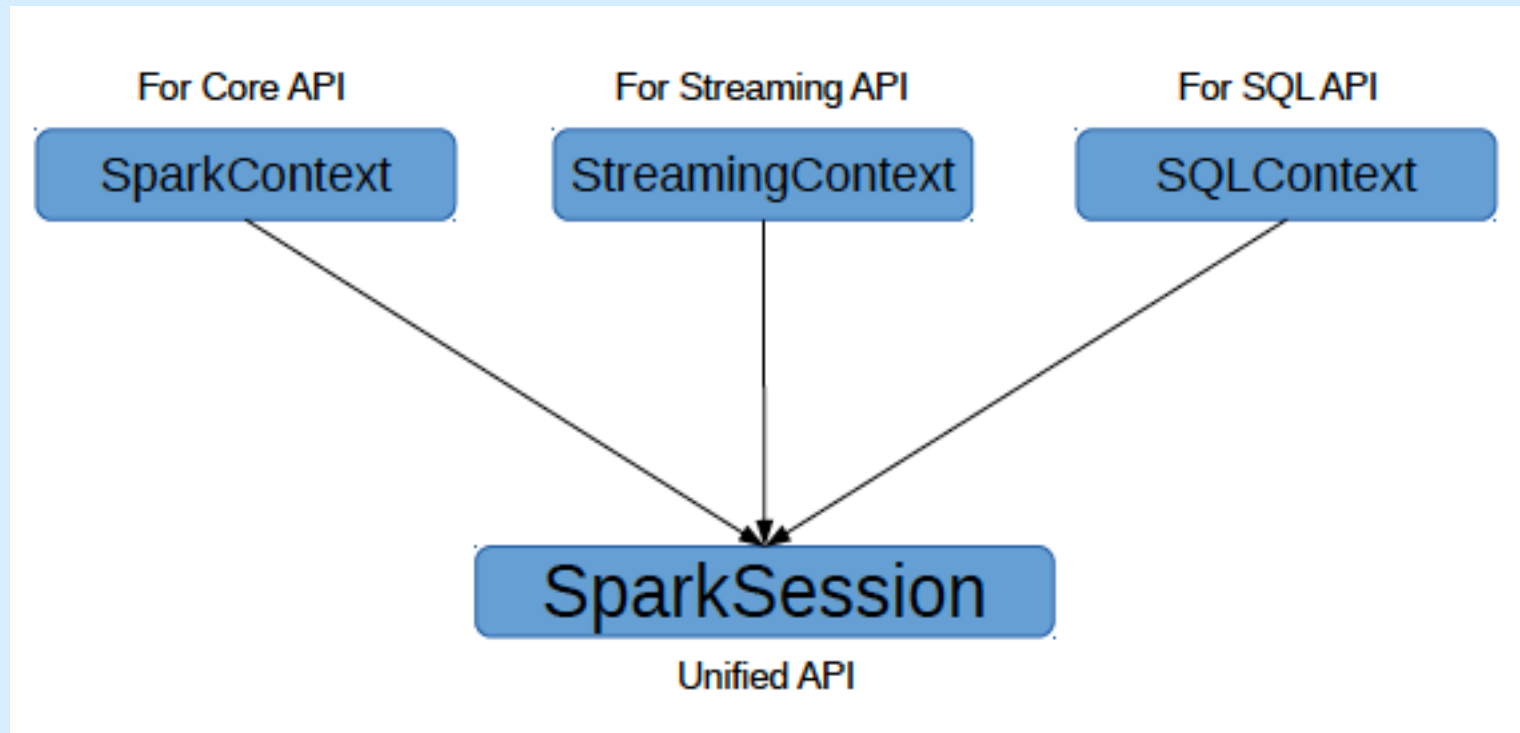 For Core API
For Streaming API
For SQL API
SparkContext
StreamingContext
SQLContext
SparkSession
Unified API